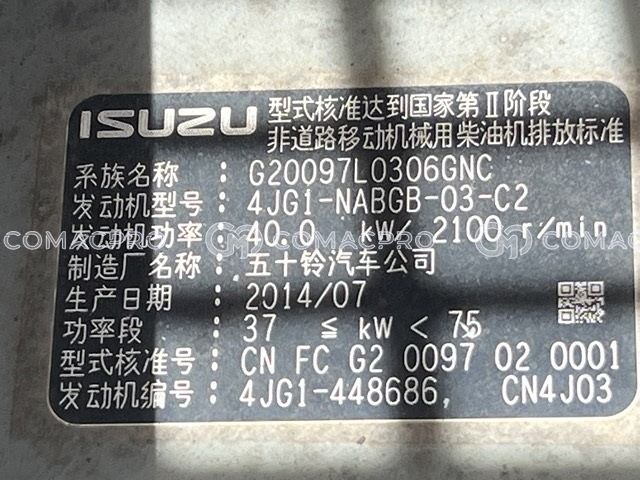 ISUZU 型式核准达到国家第Ⅱ阶段
非道路移动机械用柴油机排放标准
系族名称 : G20097L0306GNC
发动机型号: 4JG1-NABGB-03-C2
发动机功率: 40.0 kW/ 2100 r/min
COMACPRO COMACPRO COMACPRO
制造厂名称: 五十铃汽车公司
生产日期 : 2014/07
功率段 : 37 ≦ kW < 75
型式核准号: CN FC G2 0097 02 0001
发动机编号: 4JG1-448686, CN4J03